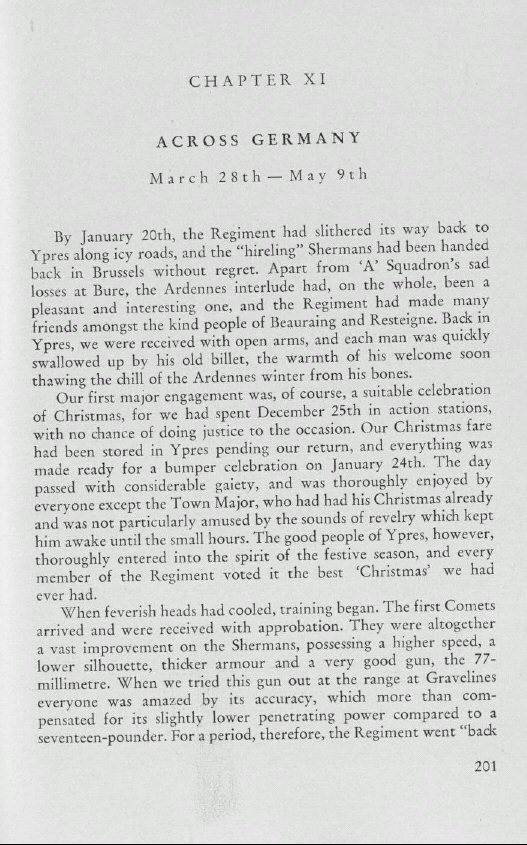 CHAPTER XI
ACROSS GERMANY
March 28th — May 9th
By January 20th, the Regiment had slithered its way back to
Ypres along icy roads, and the “hireling” Shermans had been handed
back in Brussels without regret. Apart from ‘A’ Squadron’s sad
losses at Bure, the Ardennes interlude had, on the whole, been a
pleasant and interesting one, and the Regiment had made many
friends amongst the kind people of Beauraing and Resteigne. Back in
Ypres, we were received with open arms, and each man was quickly
swallowed up by his old billet, the warmth of his welcome soon
thawing the chill of the Ardennes winter from his bones.
Our first major engagement was, of course, a suitable celebration
of Christmas, for we had spent December 25th in action stations,
with no chance of doing justice to the occasion. Our Christmas fare
had been stored in Ypres pending our return, and everything was
made ready for a bumper celebration on January 24th. The day
passed with considerable gaiety, and was thoroughly enjoyed by
everyone except the Town Major, who had had his Christmas already
and was not particularly amused by the sounds of revelry which kept
him awake until the small hours. The good people of Ypres, however,
thoroughly entered into the spirit of the festive season, and every
member of the Regiment voted it the best ‘Christmas’ we had
ever had.
When feverish heads had cooled, training began. The first Comets
arrived and were received with approbation. They were altogether
a vast improvement on the Shermans, possessing a higher speed, a
lower silhouette, thicker armour and a very good gun, the 77-
millimetre. When we tried this gun out at the range at Gravelines
everyone was amazed by its accuracy, which more than com-
pensated for its slightly lower penetrating power compared to a
seventeen-pounder. For a period, therefore, the Regiment went “back
201